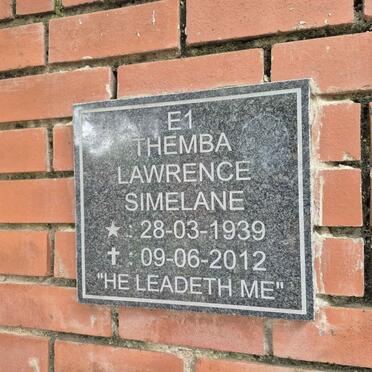 E1
THEMBA
LAWRENCE
SIMELANE
★ : 28-03-1939
✝ : 09-06-2012
"HE LEADETH ME"